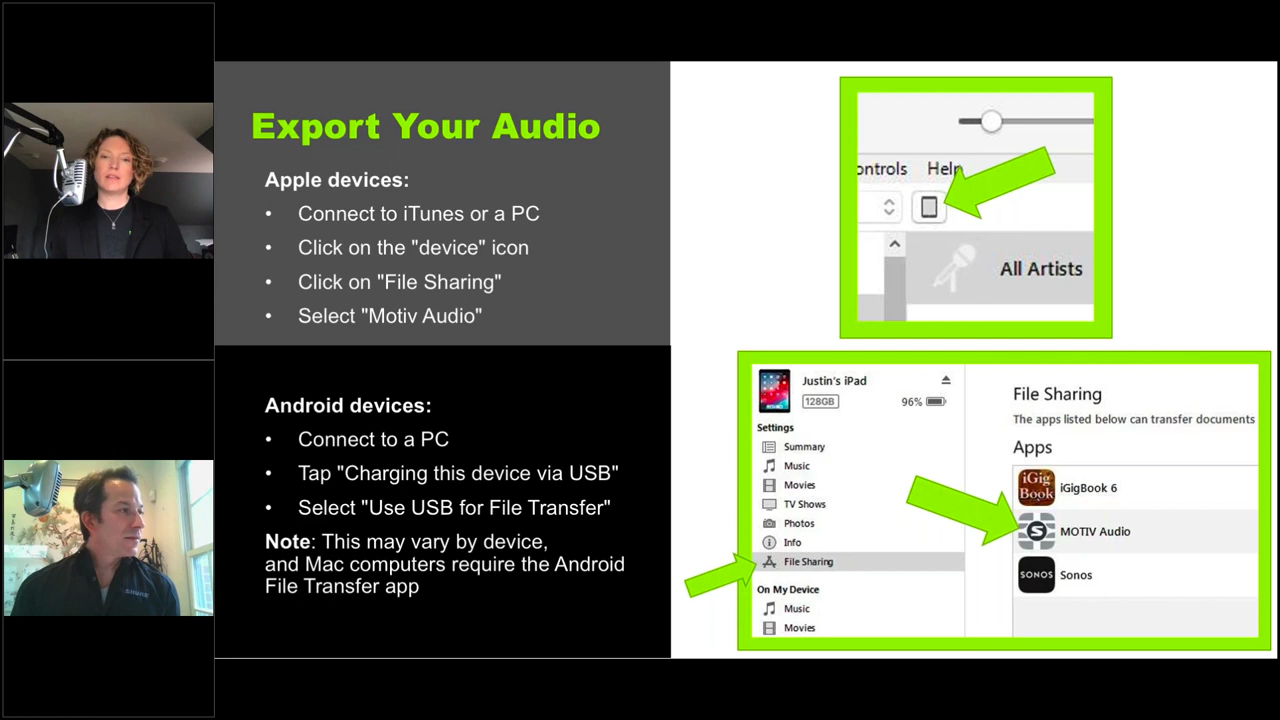 Export Your Audio
Apple devices:
• Connect to iTunes or a PC
• Click on the "device" icon
• Click on "File Sharing"
• Select "Motiv Audio"
Android devices:
• Connect to a PC
• Tap "Charging this device via USB"
• Select "Use USB for File Transfer"
Note: This may vary by device,
and Mac computers require the Android
File Transfer app
ontrols Help
All Artists
Justin's iPad
128GB 96%
Settings
Summary
Music
Movies
TV Shows
Photos
Info
File Sharing
On My Device
Music
Movies
File Sharing
The apps listed below can transfer documents
Apps
iGig
Book
iGigBook 6
MOTIV Audio
SONOS
Sonos